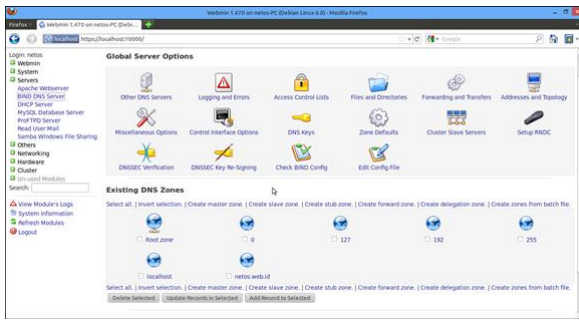 Webmin 1.470 on netos-PC (Debian Linux 6.0) - Mozilla Firefox
Firefox
Webmin 1.470 on netos-PC (Debi...
localhost https://localhost:10000/
Google
Login: netos
Webmin
System
Servers
Apache Webserver
BIND DNS Server
DHCP Server
MySQL Database Server
ProFTPD Server
Read User Mail
Samba Windows File Sharing
Others
Networking
Hardware
Cluster
Un-used Modules
Search:
View Module's Logs
System Information
Refresh Modules
Logout
Global Server Options
Other DNS Servers
Logging and Errors
Access Control Lists
Files and Directories
Forwarding and Transfers
Addresses and Topology
Miscellaneous Options
Control Interface Options
DNS Keys
Zone Defaults
Cluster Slave Servers
Setup RNDC
DNSSEC Verification
DNSSEC Key Re-Signing
Check BIND Config
Edit Config File
Existing DNS Zones
Select all. | Invert selection. | Create master zone. | Create slave zone. | Create stub zone. | Create forward zone. | Create delegation zone. | Create zones from batch file.
Root zone
0
127
192
255
localhost
netos.web.id
Select all. | Invert selection. | Create master zone. | Create slave zone. | Create stub zone. | Create forward zone. | Create delegation zone. | Create zones from batch file.
Delete Selected
Update Records in Selected
Add Record to Selected